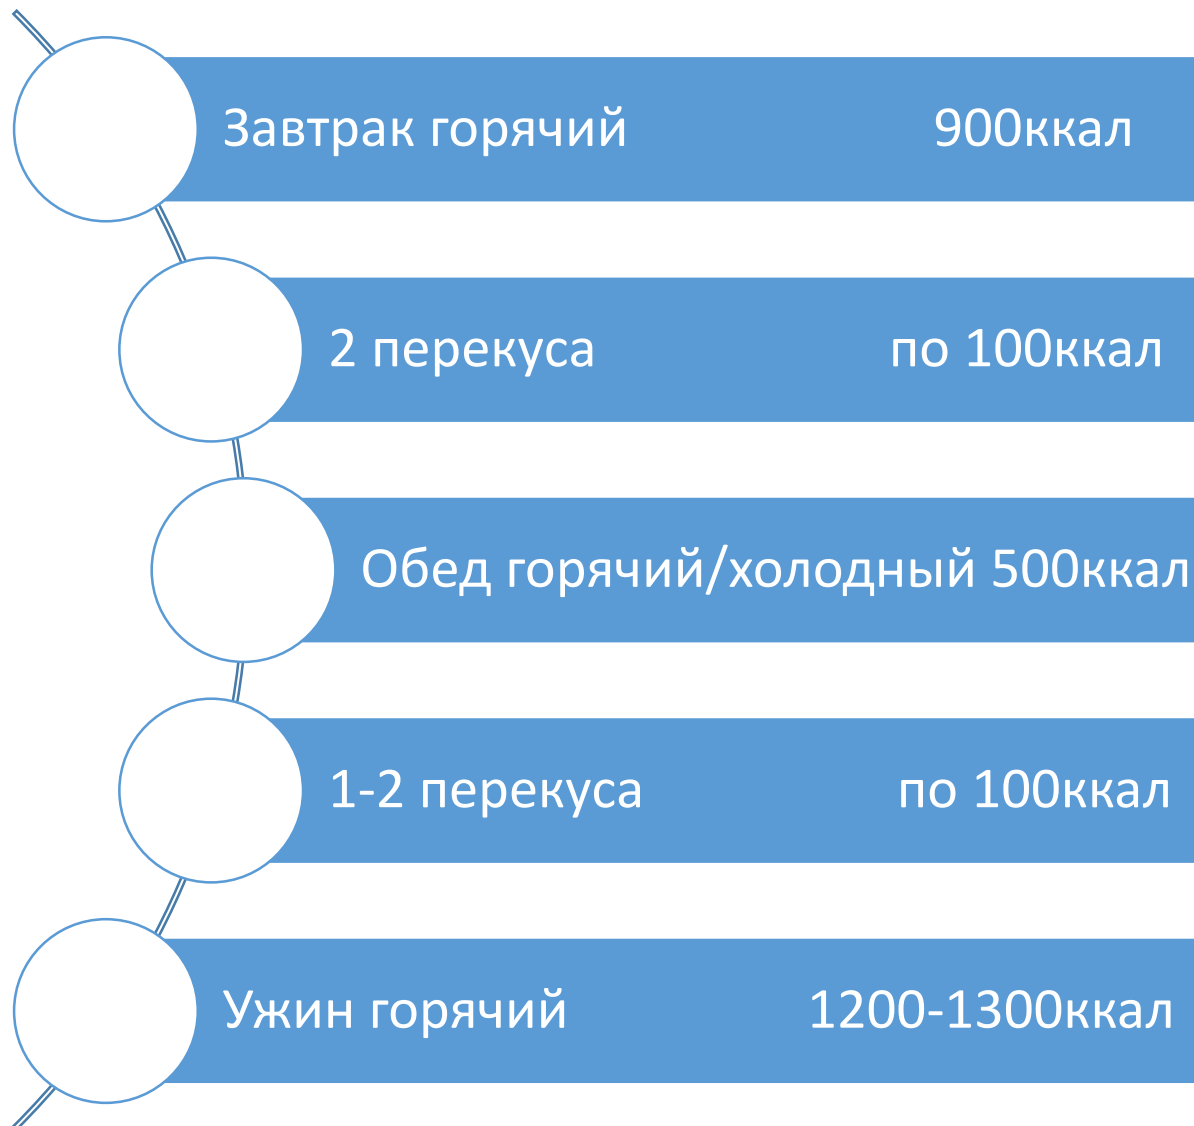 Завтрак горячий 900ккал
2 перекуса по 100ккал
Обед горячий/холодный 500ккал
1-2 перекуса по 100ккал
Ужин горячий 1200-1300ккал